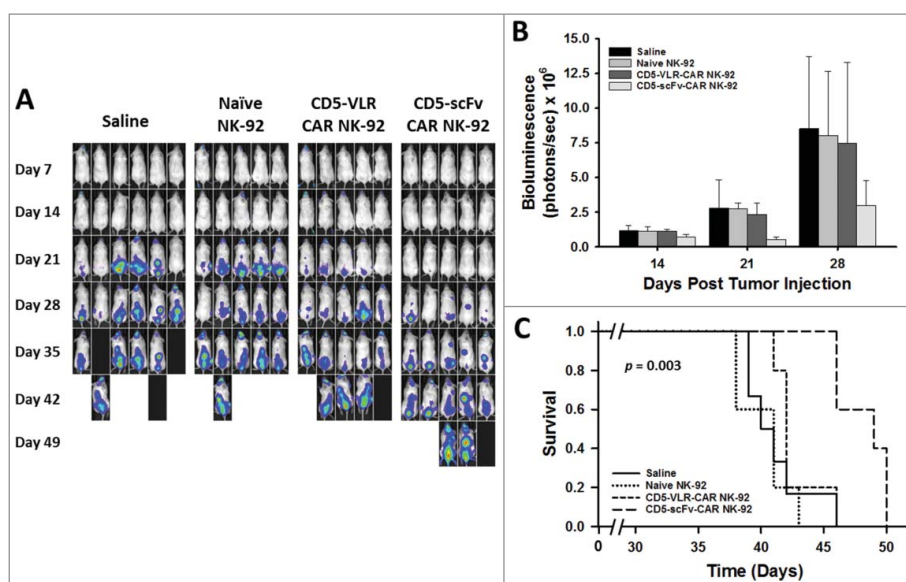 A
Saline
Naïve
NK-92
CD5-VLR
CAR NK-92
CD5-scFv
CAR NK-92
Day 7
Day 14
Day 21
Day 28
Day 35
Day 42
Day 49
B
Bioluminescence
(photons/sec) x 10⁶
15.0
12.5
10.0
7.5
5.0
2.5
0.0
Saline
Naive NK-92
CD5-VLR-CAR NK-92
CD5-scFv-CAR NK-92
14 21 28
Days Post Tumor Injection
C
Survival
1.0
0.8
0.6
0.4
0.2
0.0
p = 0.003
Saline
Naive NK-92
CD5-VLR-CAR NK-92
CD5-scFv-CAR NK-92
0 30 35 40 45 50
Time (Days)